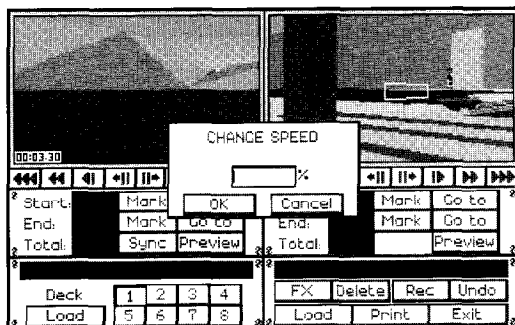 CHANGE SPEED
%
OK Cancel
00:03.30
Start: Mark Mark Go to
End: Mark Go to End: Mark Go to
Total: Sync Preview Total: Preview
Deck 1 2 3 4 FX Delete Rec Undo
Load 5 6 7 8 Load Print Exit